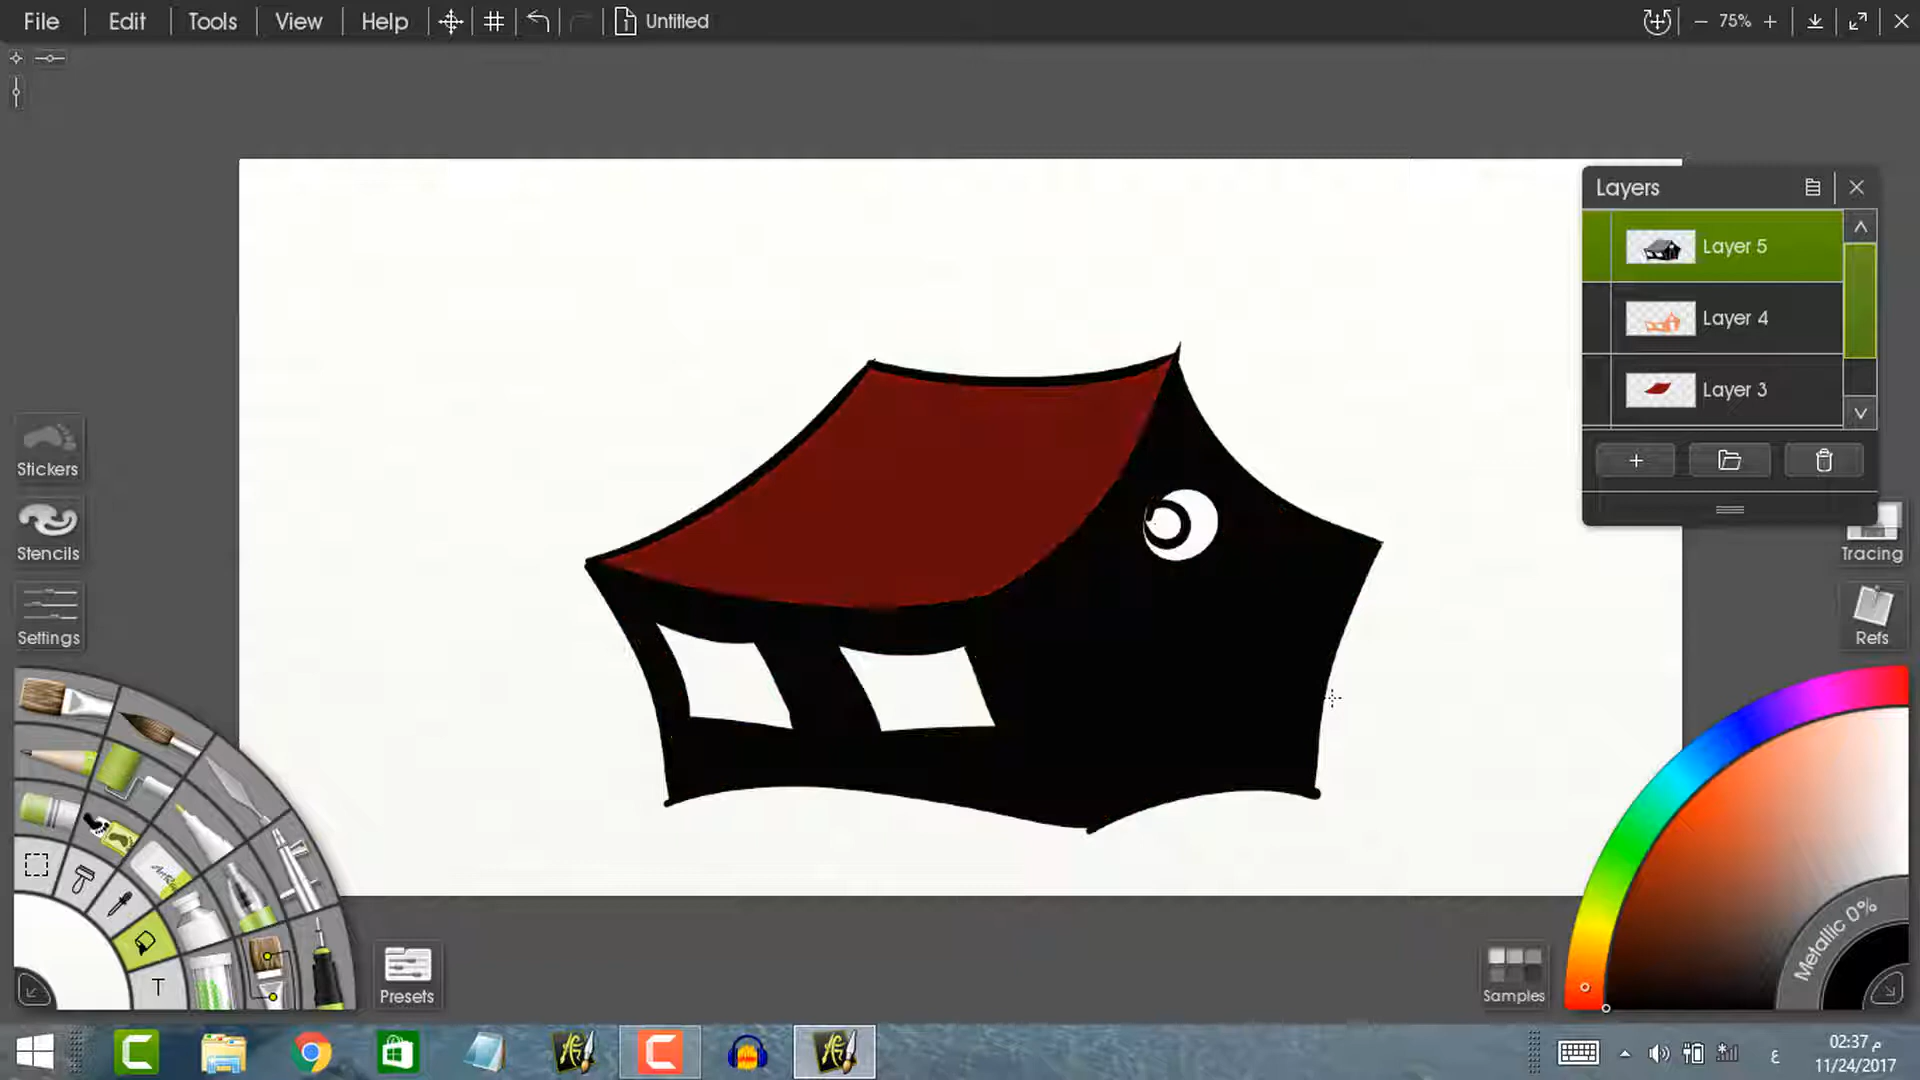 File Edit Tools View Help Untitled 75%
Layers
Layer 5
Layer 4
Layer 3
Stickers
Stencils
Settings
Tracing
Refs
Metallic 0%
Presets
Samples
T
ع
02:37 م
11/24/2017